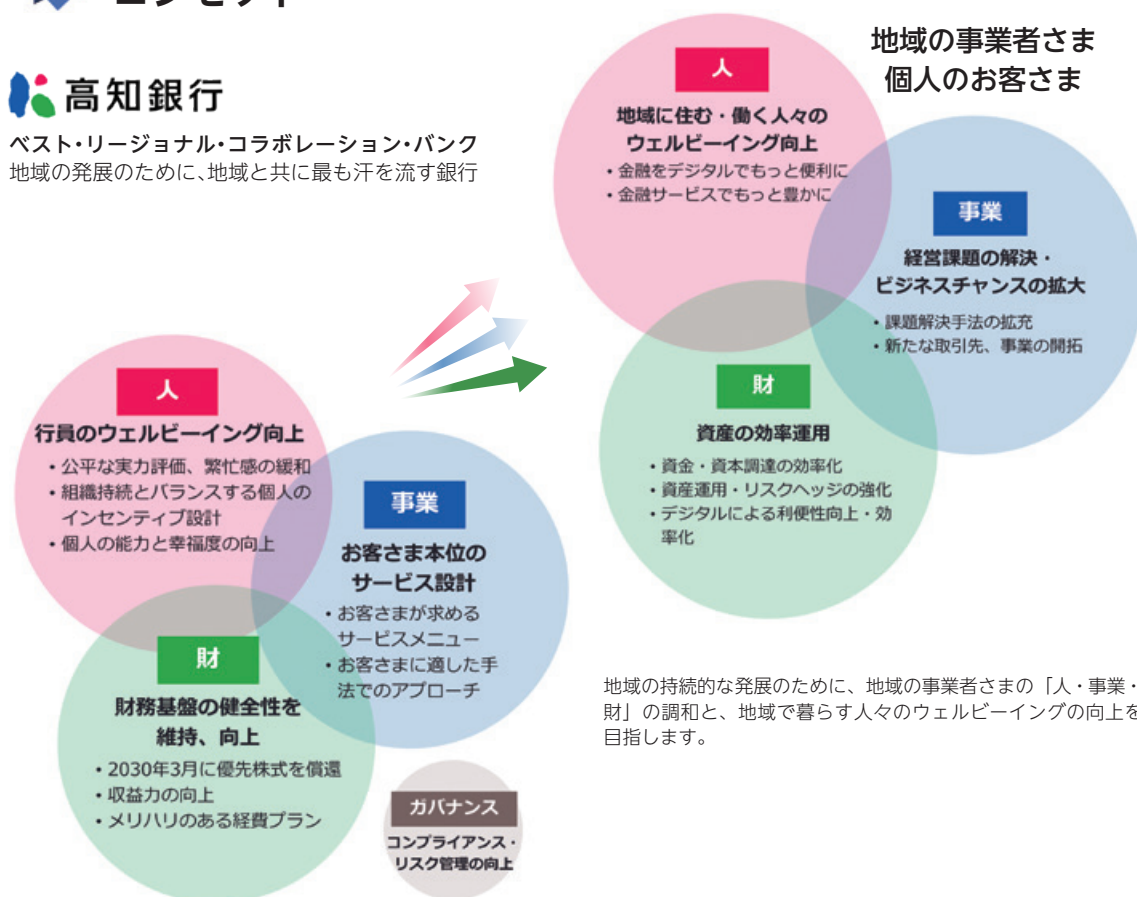 コンセプト
高知銀行
ベスト・リージョナル・コラボレーション・バンク
地域の発展のために、地域と共に最も汗を流す銀行
人
行員のウェルビーイング向上
・公平な実力評価、繁忙感の緩和
・組織持続とバランスする個人の
インセンティブ設計
・個人の能力と幸福度の向上
事業
お客さま本位の
サービス設計
・お客さまが求める
サービスメニュー
・お客さまに適した手
法でのアプローチ
財
財務基盤の健全性を
維持、向上
・2030年3月に優先株式を償還
・収益力の向上
・メリハリのある経費プラン
ガバナンス
コンプライアンス・
リスク管理の向上
地域の事業者さま
個人のお客さま
人
地域に住む・働く人々の
ウェルビーイング向上
・金融をデジタルでもっと便利に
・金融サービスでもっと豊かに
事業
経営課題の解決・
ビジネスチャンスの拡大
・課題解決手法の拡充
・新たな取引先、事業の開拓
財
資産の効率運用
・資金・資本調達の効率化
・資産運用・リスクヘッジの強化
・デジタルによる利便性向上・効
率化
地域の持続的な発展のために、地域の事業者さまの「人・事業・
財」の調和と、地域で暮らす人々のウェルビーイングの向上を
目指します。